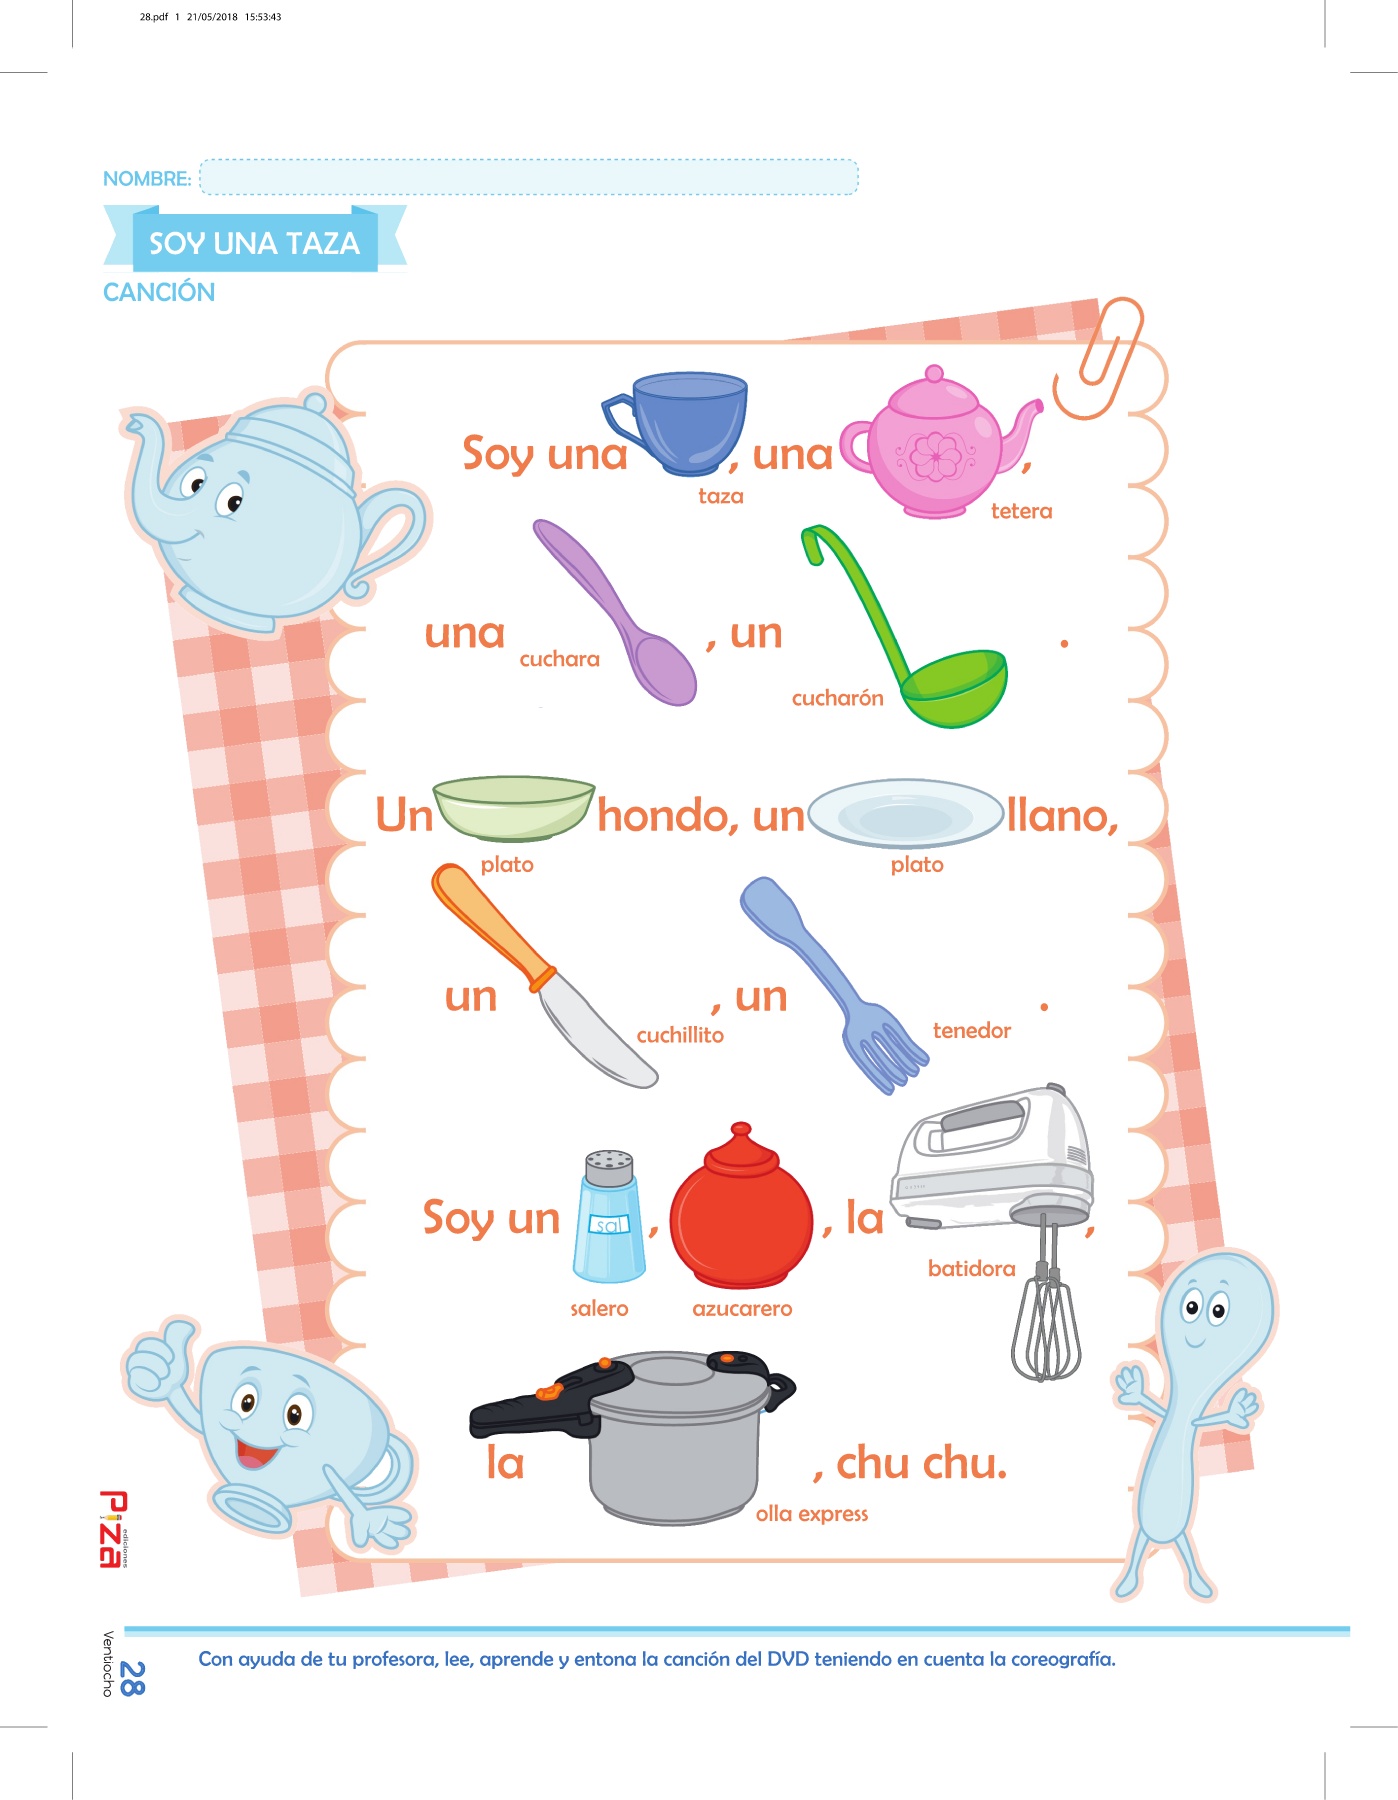 28.pdf 1 21/05/2018 15:53:43
NOMBRE:
SOY UNA TAZA
CANCIÓN
Soy una , una ,
taza
tetera
una , un .
cuchara
cucharón
Un hondo, un llano,
plato plato
un , un .
cuchillito
tenedor
sal
Soy un , , la ,
batidora
salero azucarero
la , chu chu.
olla express
Piza
ediciones
Ventiocho
28
Con ayuda de tu profesora, lee, aprende y entona la canción del DVD teniendo en cuenta la coreografía.